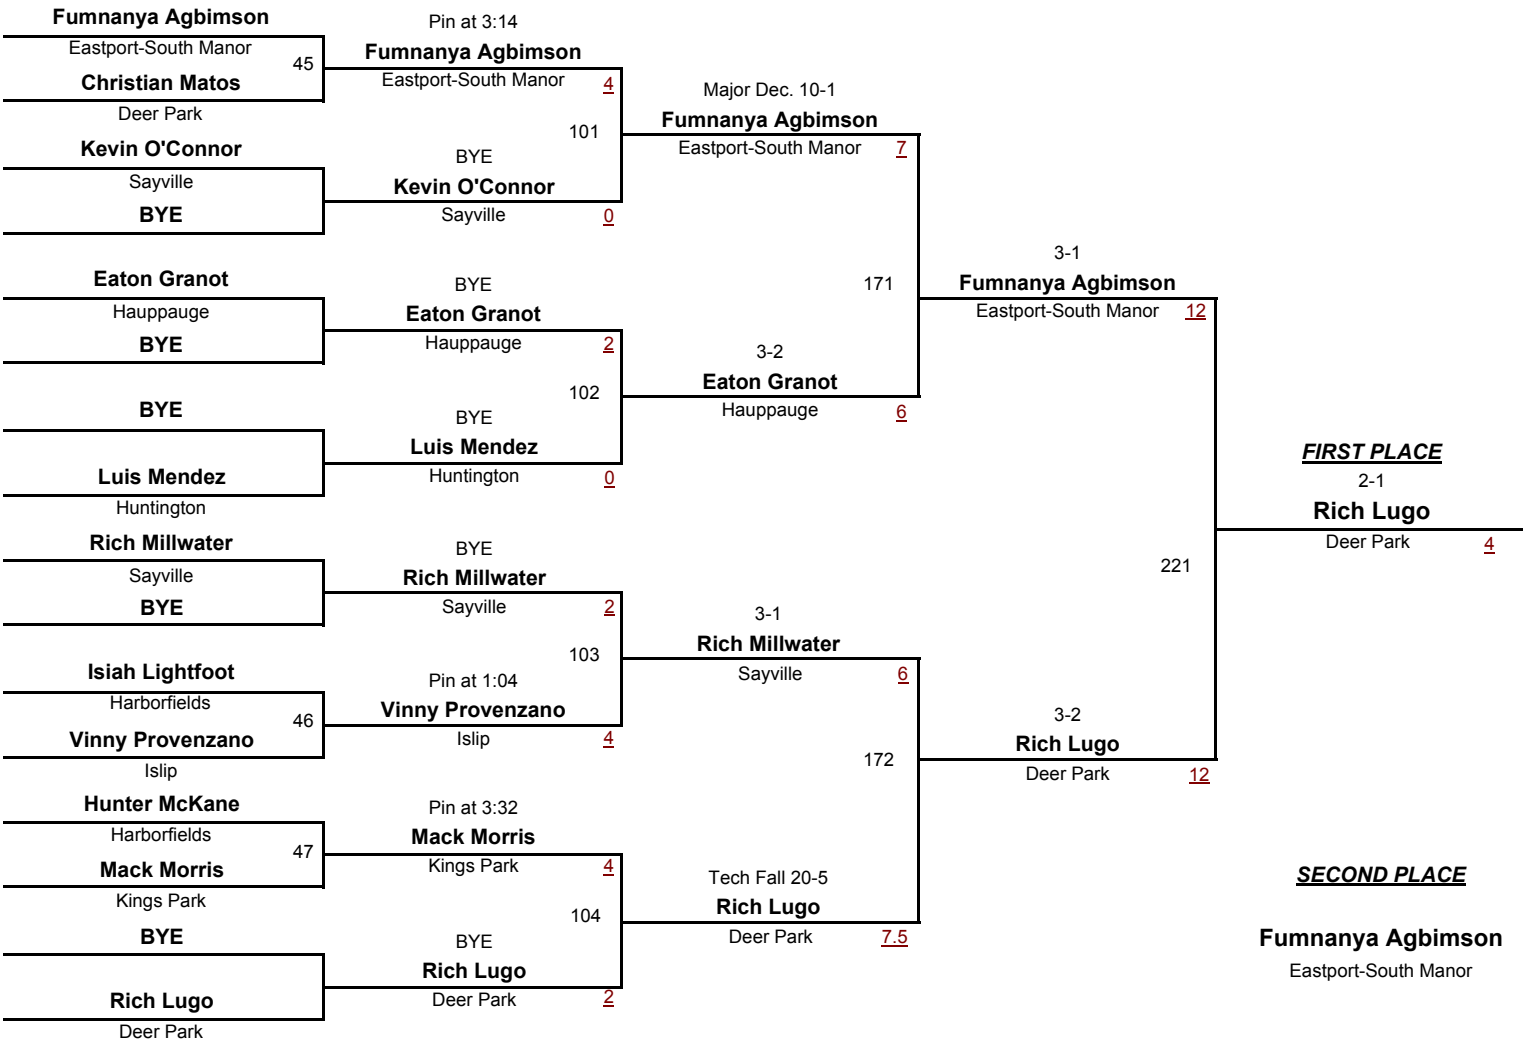 Fumnanya Agbimson
Eastport-South Manor
45
Christian Matos
Deer Park
Kevin O'Connor
Sayville
BYE
Eaton Granot
Hauppauge
BYE
BYE
Luis Mendez
Huntington
Rich Millwater
Sayville
BYE
Isiah Lightfoot
Harborfields
46
Vinny Provenzano
Islip
Hunter McKane
Harborfields
47
Mack Morris
Kings Park
BYE
Rich Lugo
Deer Park
Pin at 3:14
Fumnanya Agbimson
Eastport-South Manor 4
101
BYE
Kevin O'Connor
Sayville 0
BYE
Eaton Granot
Hauppauge 2
102
BYE
Luis Mendez
Huntington 0
BYE
Rich Millwater
Sayville 2
103
Pin at 1:04
Vinny Provenzano
Islip 4
Pin at 3:32
Mack Morris
Kings Park 4
104
BYE
Rich Lugo
Deer Park 2
Major Dec. 10-1
Fumnanya Agbimson
Eastport-South Manor 7
171
3-2
Eaton Granot
Hauppauge 6
3-1
Rich Millwater
Sayville 6
172
Tech Fall 20-5
Rich Lugo
Deer Park 7.5
3-1
Fumnanya Agbimson
Eastport-South Manor 12
221
3-2
Rich Lugo
Deer Park 12
FIRST PLACE
2-1
Rich Lugo
Deer Park 4
SECOND PLACE
Fumnanya Agbimson
Eastport-South Manor